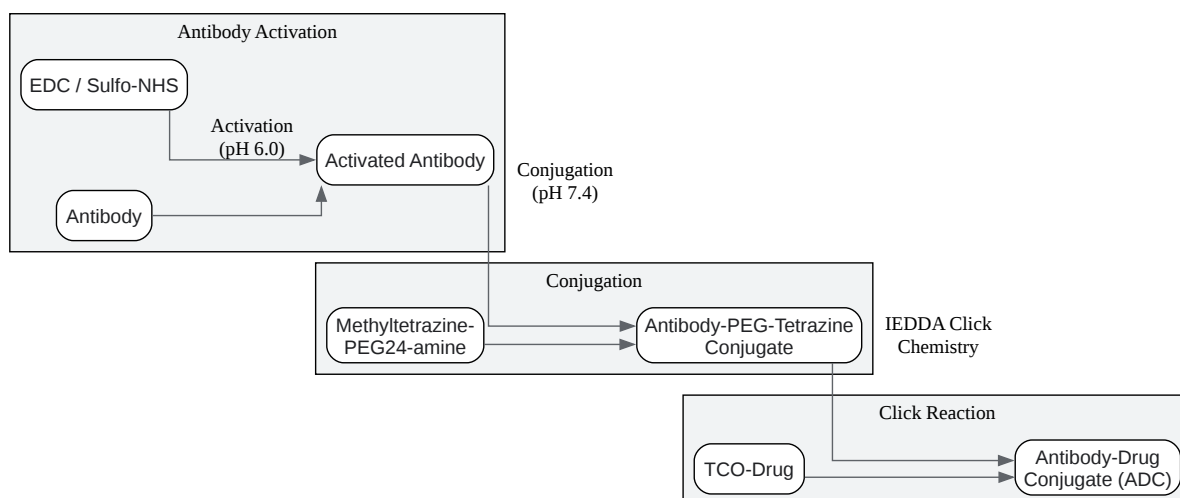 Antibody Activation
EDC / Sulfo-NHS
Activation
(pH 6.0)
Activated Antibody
Antibody
Conjugation
(pH 7.4)
Conjugation
Methyltetrazine-
PEG24-amine
Antibody-PEG-Tetrazine
Conjugate
IEDDA Click
Chemistry
Click Reaction
TCO-Drug
Antibody-Drug
Conjugate (ADC)